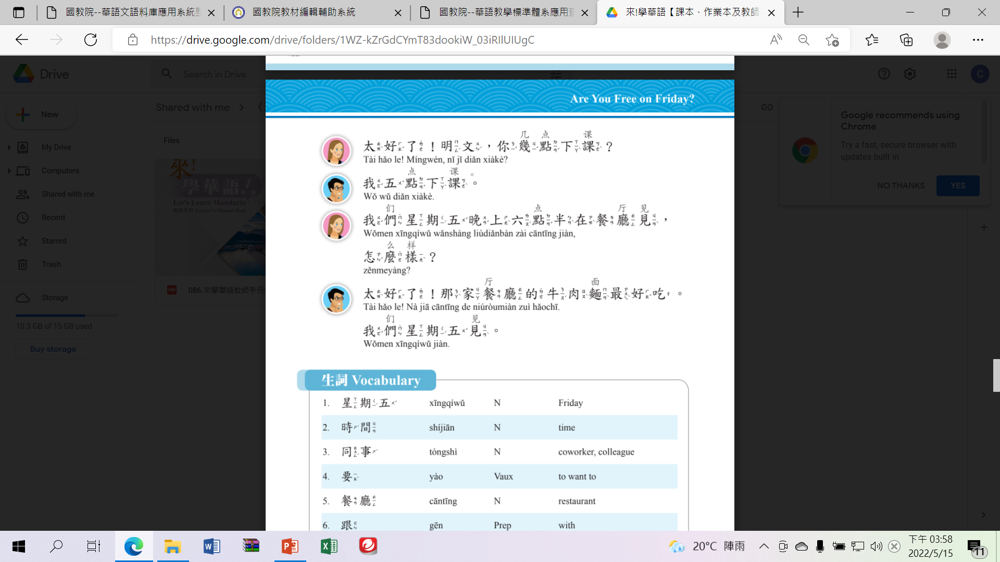 國教院--華語文語料庫應用系統整
國教院教材編輯輔助系統
國教院--華語教學標準體系應用查
來!學華語【課本、作業本及教師
https://drive.google.com/drive/folders/1WZ-kZrGdCYmT83dookiW_03iRIlUIUgC
Drive
Search in Drive
C
New
Shared with me
My Drive
Computers
Shared with me
Recent
Starred
Trash
Storage
10.3 GB of 15 GB used
Buy storage
Files
來!
學華語!
Let's Learn Mandarin
教師手冊 Teacher's Manual Book
PDF
086.來學華語教師手冊
Google recommends using
Chrome
Try a fast, secure browser with
updates built in
NO THANKS
YES
Are You Free on Friday?
几 点 课
太好了！明文，你幾點下課？
Tài hǎo le! Míngwén, nǐ jǐ diǎn xiàkè?
点 课 。
我五點下課。
Wǒ wǔ diǎn xiàkè.
们 点 厅 见
我們星期五晚上六點半在餐廳見，
Wǒmen xīngqíwǔ wǎnshàng liùdiǎnbàn zài cāntīng jiàn,
么 样
怎麼樣？
zěnmeyàng?
厅 面
太好了！那家餐廳的牛肉麵最好吃。
Tài hǎo le! Nà jiā cāntīng de niúròumiàn zuì hǎochī.
们 见
我們星期五見。
Wǒmen xīngqíwǔ jiàn.
生詞 Vocabulary
1. 星期五 xīngqíwǔ N Friday
2. 時間 shíjiān N time
3. 同事 tóngshì N coworker, colleague
4. 要 yào Vaux to want to
5. 餐廳 cāntīng N restaurant
6. 跟 gēn Prep with
20°C 陣雨
下午 03:58
2022/5/15
11